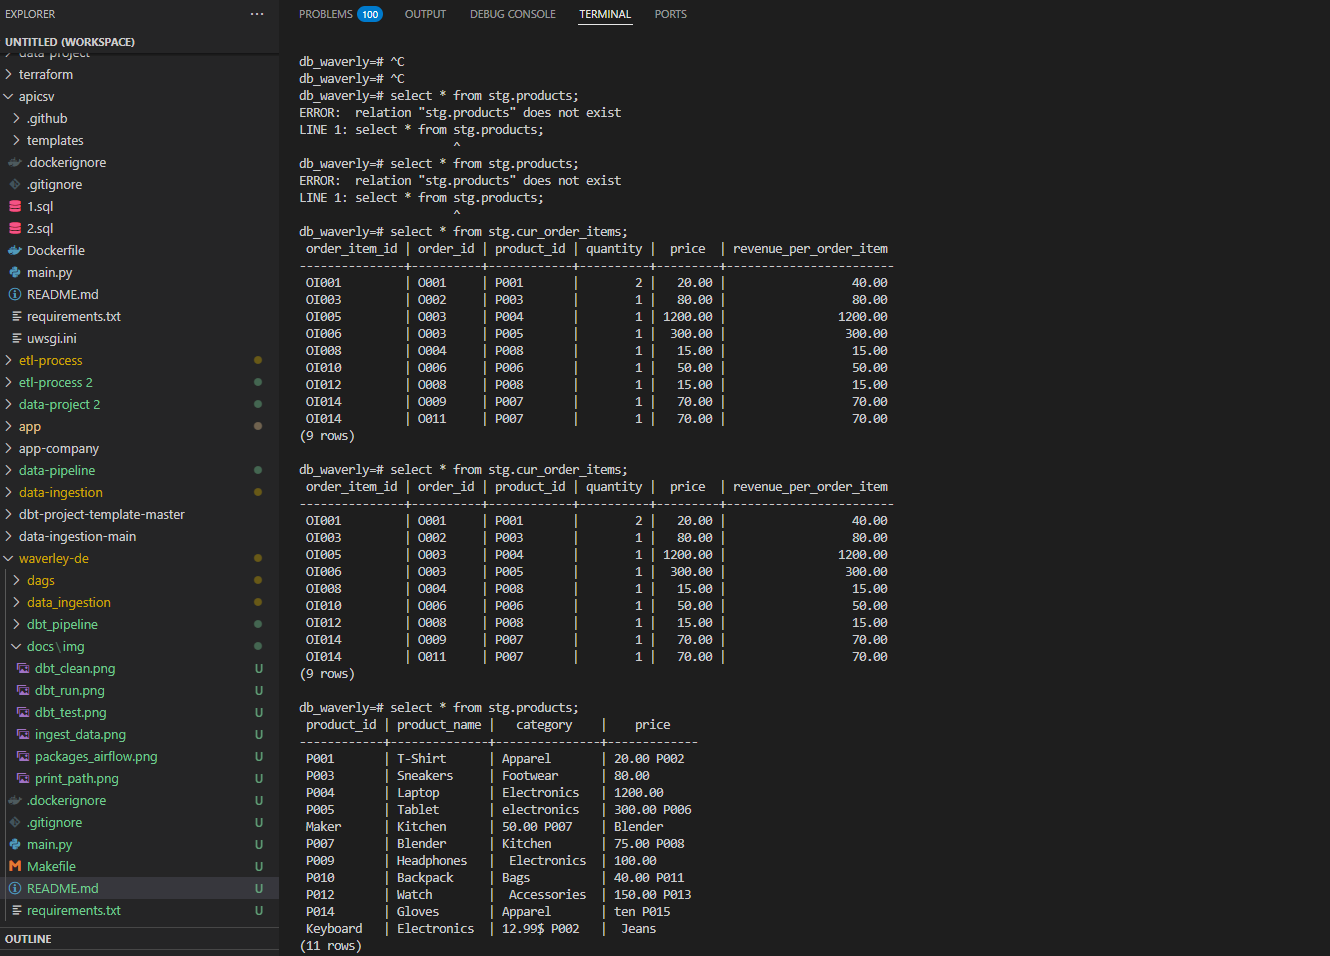 EXPLORER
···
UNTITLED (WORKSPACE)
data-project
terraform
apicsv
.github
templates
.dockerignore
.gitignore
1.sql
2.sql
Dockerfile
main.py
README.md
requirements.txt
uwsgi.ini
etl-process
etl-process 2
data-project 2
app
app-company
data-pipeline
data-ingestion
dbt-project-template-master
data-ingestion-main
waverley-de
dags
data_ingestion
dbt_pipeline
docs\img
dbt_clean.png U
dbt_run.png U
dbt_test.png U
ingest_data.png U
packages_airflow.png U
print_path.png U
.dockerignore U
.gitignore U
main.py U
Makefile U
README.md U
requirements.txt U
OUTLINE
PROBLEMS 100 OUTPUT DEBUG CONSOLE TERMINAL PORTS
db_waverly=# ^C
db_waverly=# ^C
db_waverly=# select * from stg.products;
ERROR:  relation "stg.products" does not exist
LINE 1: select * from stg.products;
                      ^
db_waverly=# select * from stg.products;
ERROR:  relation "stg.products" does not exist
LINE 1: select * from stg.products;
                      ^
db_waverly=# select * from stg.cur_order_items;
 order_item_id | order_id | product_id | quantity |  price  | revenue_per_order_item
---------------+----------+------------+----------+---------+------------------------
 OI001         | O001     | P001       |        2 |   20.00 |                  40.00
 OI003         | O002     | P003       |        1 |   80.00 |                  80.00
 OI005         | O003     | P004       |        1 | 1200.00 |                1200.00
 OI006         | O003     | P005       |        1 |  300.00 |                 300.00
 OI008         | O004     | P008       |        1 |   15.00 |                  15.00
 OI010         | O006     | P006       |        1 |   50.00 |                  50.00
 OI012         | O008     | P008       |        1 |   15.00 |                  15.00
 OI014         | O009     | P007       |        1 |   70.00 |                  70.00
 OI014         | O011     | P007       |        1 |   70.00 |                  70.00
(9 rows)
db_waverly=# select * from stg.cur_order_items;
 order_item_id | order_id | product_id | quantity |  price  | revenue_per_order_item
---------------+----------+------------+----------+---------+------------------------
 OI001         | O001     | P001       |        2 |   20.00 |                  40.00
 OI003         | O002     | P003       |        1 |   80.00 |                  80.00
 OI005         | O003     | P004       |        1 | 1200.00 |                1200.00
 OI006         | O003     | P005       |        1 |  300.00 |                 300.00
 OI008         | O004     | P008       |        1 |   15.00 |                  15.00
 OI010         | O006     | P006       |        1 |   50.00 |                  50.00
 OI012         | O008     | P008       |        1 |   15.00 |                  15.00
 OI014         | O009     | P007       |        1 |   70.00 |                  70.00
 OI014         | O011     | P007       |        1 |   70.00 |                  70.00
(9 rows)
db_waverly=# select * from stg.products;
 product_id | product_name |   category    |    price
------------+--------------+---------------+-------------
 P001       | T-Shirt      | Apparel       | 20.00 P002
 P003       | Sneakers     | Footwear      | 80.00
 P004       | Laptop       | Electronics   | 1200.00
 P005       | Tablet       | electronics   | 300.00 P006
 Maker      | Kitchen      | 50.00 P007    | Blender
 P007       | Blender      | Kitchen       | 75.00 P008
 P009       | Headphones   |  Electronics  | 100.00
 P010       | Backpack     | Bags          | 40.00 P011
 P012       | Watch        |  Accessories  | 150.00 P013
 P014       | Gloves       | Apparel       | ten P015
 Keyboard   | Electronics  | 12.99$ P002   |  Jeans
(11 rows)